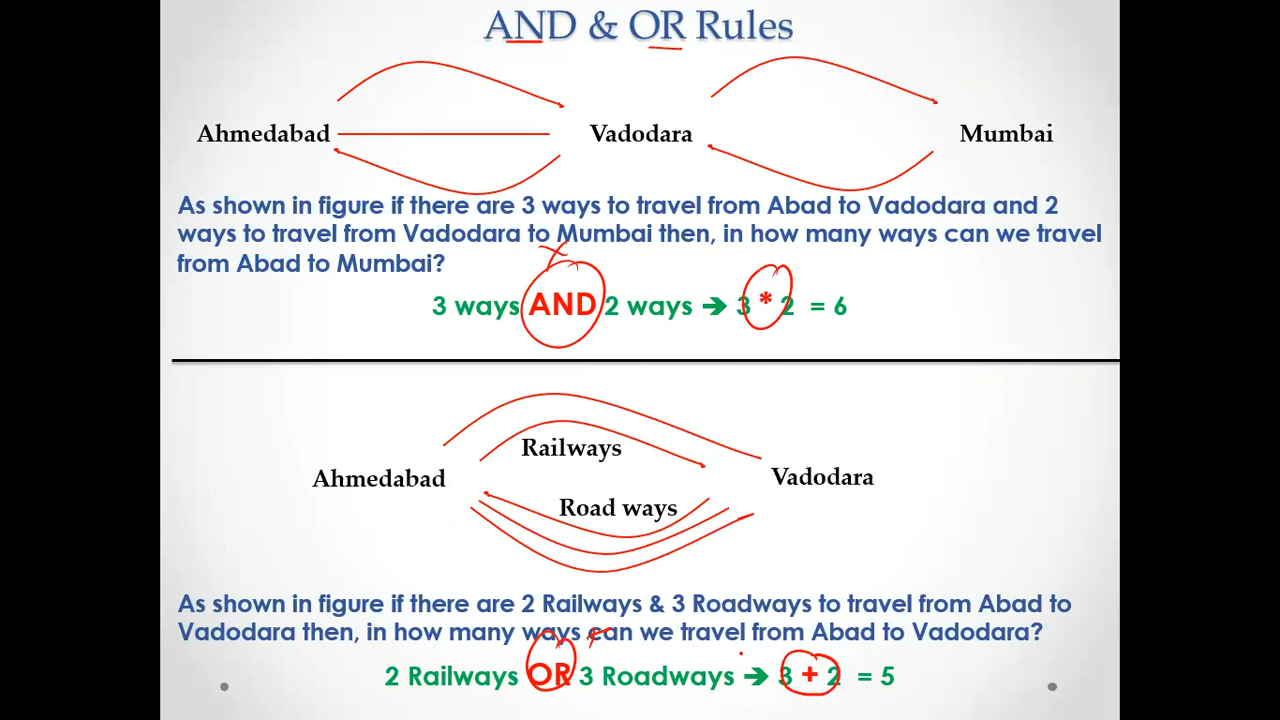 AND & OR Rules
Ahmedabad Vadodara Mumbai
As shown in figure if there are 3 ways to travel from Abad to Vadodara and 2
ways to travel from Vadodara to Mumbai then, in how many ways can we travel
from Abad to Mumbai?
3 ways AND 2 ways ➔ 3 * 2 = 6
Railways
Ahmedabad Vadodara
Road ways
As shown in figure if there are 2 Railways & 3 Roadways to travel from Abad to
Vadodara then, in how many ways can we travel from Abad to Vadodara?
2 Railways OR 3 Roadways ➔ 3 + 2 = 5